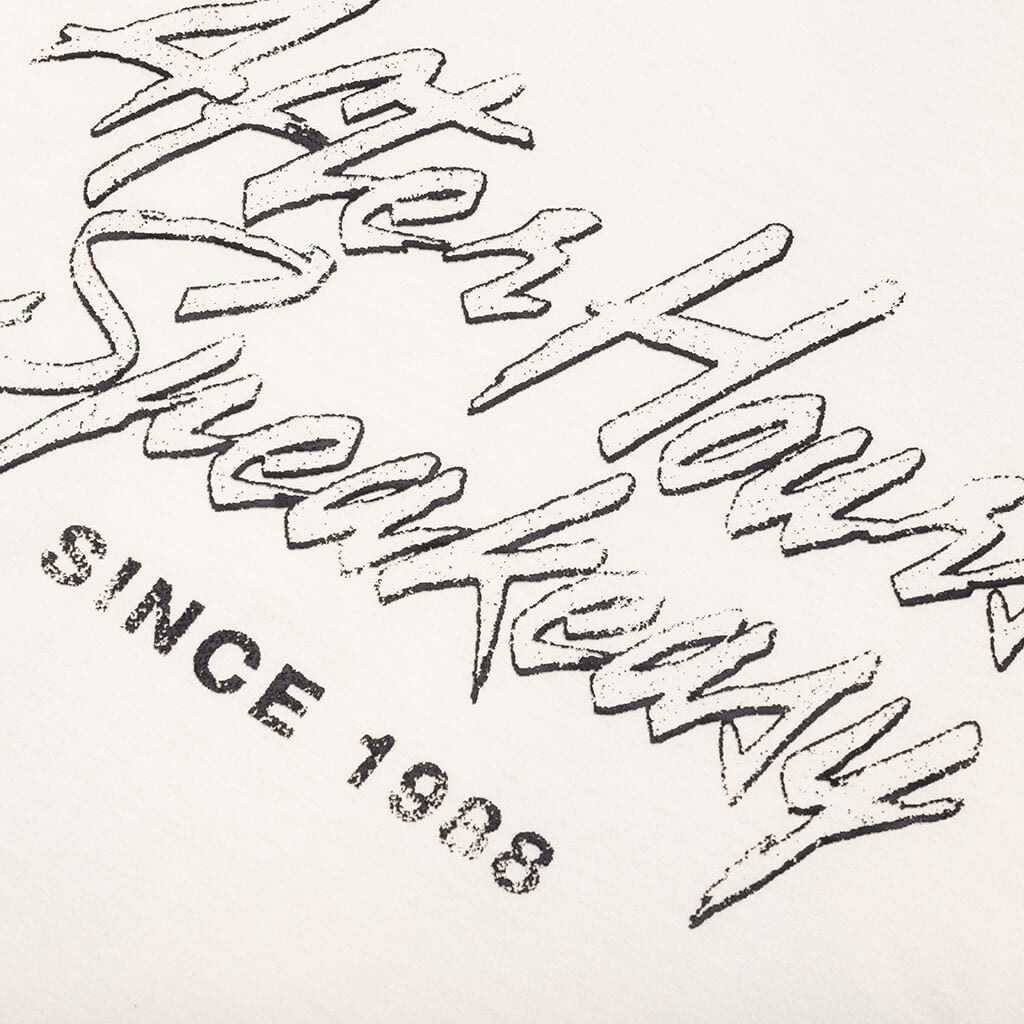 After Hours
Speakeasy
SINCE 1988